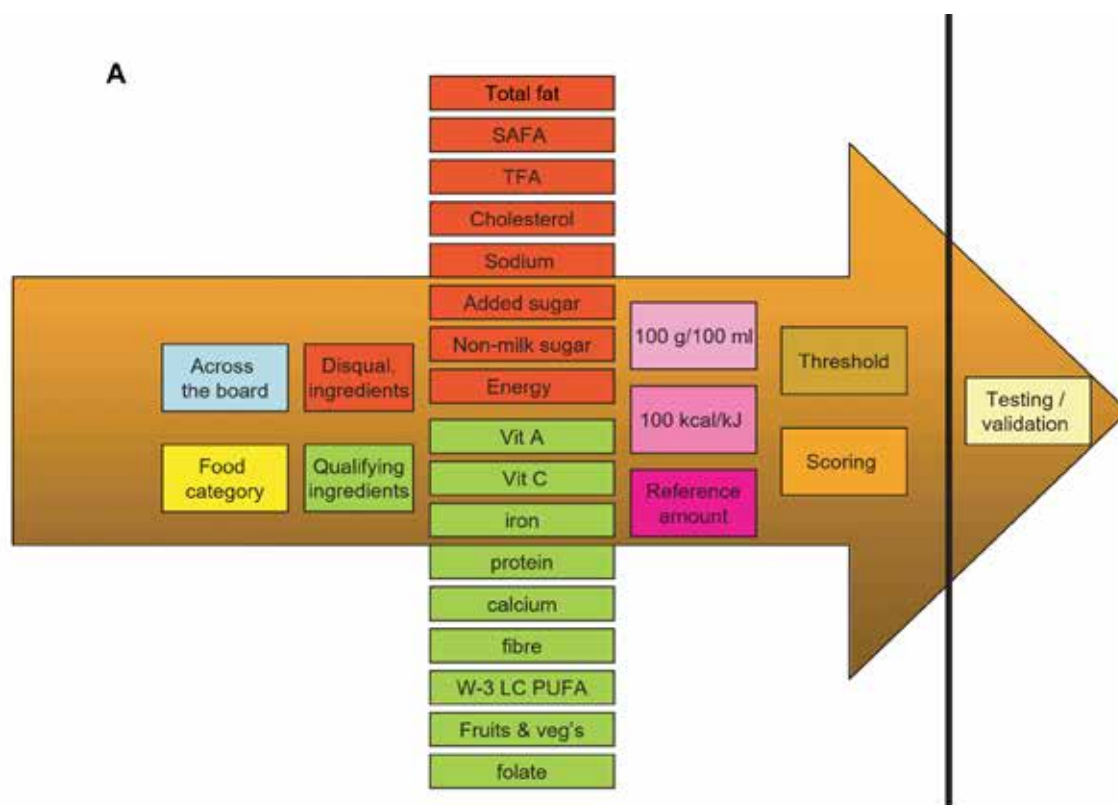 A
Total fat
SAFA
TFA
Cholesterol
Sodium
Added sugar
Non-milk sugar
Energy
Vit A
Vit C
iron
protein
calcium
fibre
W-3 LC PUFA
Fruits & veg's
folate
Across
the board
Disqual.
ingredients
Food
category
Qualifying
ingredients
100 g/100 ml
100 kcal/kJ
Reference
amount
Threshold
Scoring
Testing /
validation